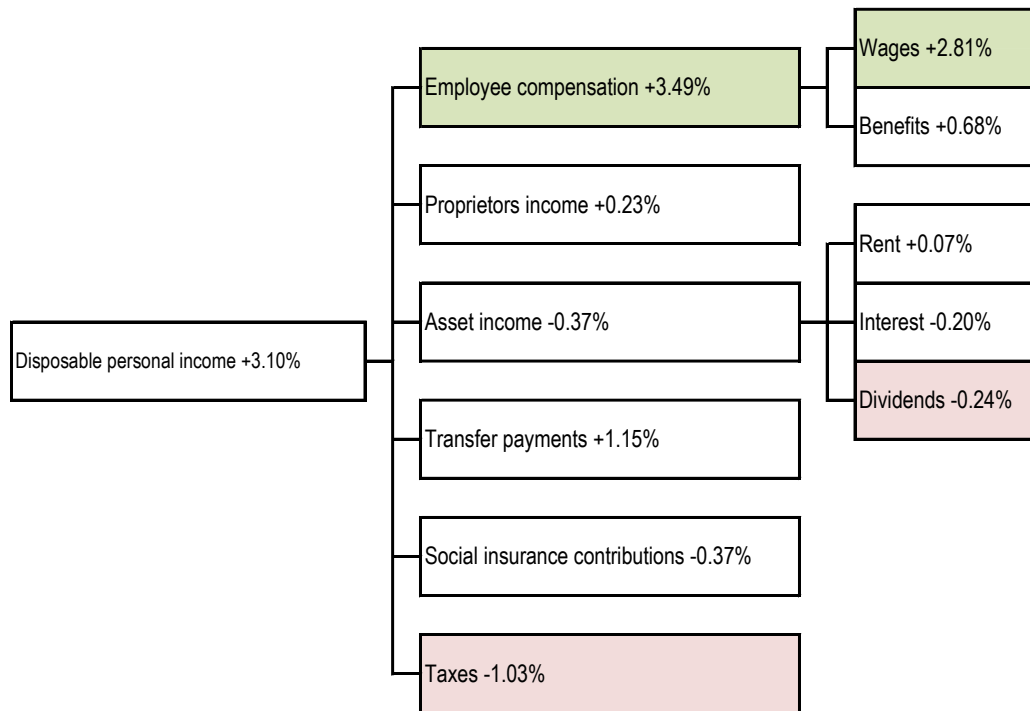 Disposable personal income +3.10%
Employee compensation +3.49%
Wages +2.81%
Benefits +0.68%
Proprietors income +0.23%
Asset income -0.37%
Rent +0.07%
Interest -0.20%
Dividends -0.24%
Transfer payments +1.15%
Social insurance contributions -0.37%
Taxes -1.03%